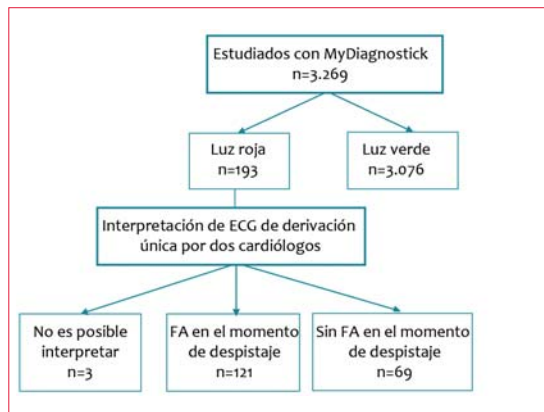 Estudiados con MyDiagnostick
n=3.269
Luz roja
n=193
Luz verde
n=3.076
Interpretación de ECG de derivación
única por dos cardiólogos
No es posible
interpretar
n=3
FA en el momento
de despistaje
n=121
Sin FA en el momento
de despistaje
n=69